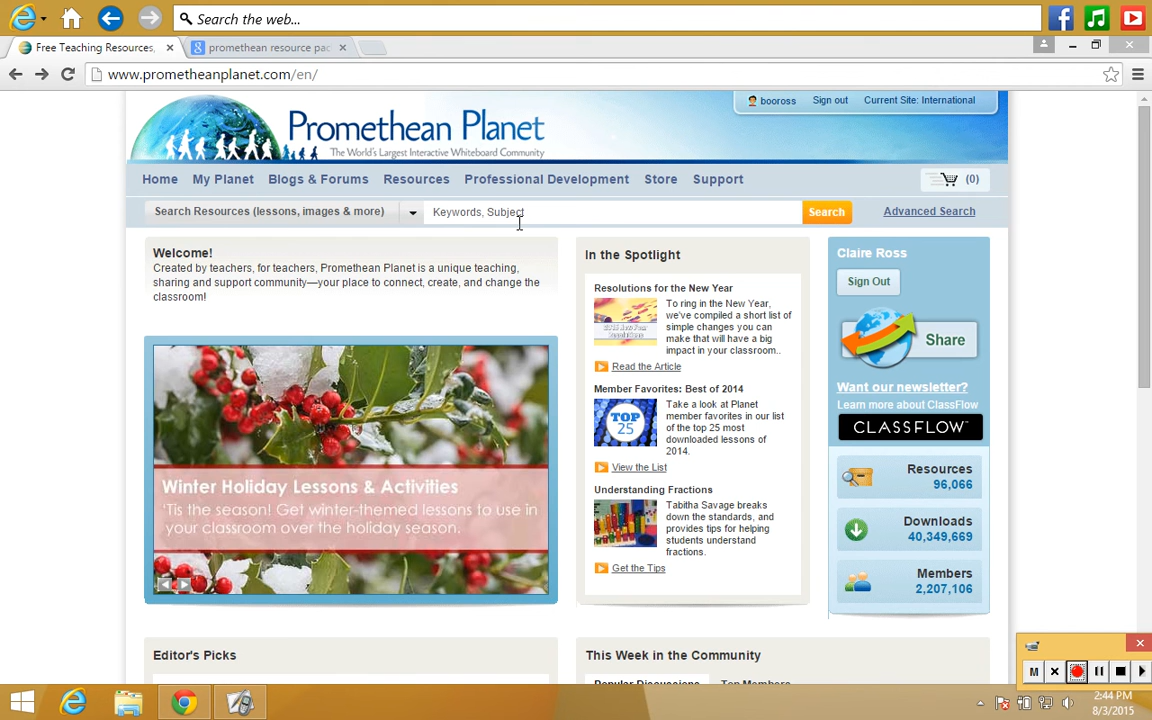 Search the web...
Free Teaching Resources,
promethean resource pac
www.prometheanplanet.com/en/
booross Sign out Current Site: International
Promethean Planet
The World's Largest Interactive Whiteboard Community
Home My Planet Blogs & Forums Resources Professional Development Store Support (0)
Search Resources (lessons, images & more) Keywords, Subject Search Advanced Search
Welcome!
Created by teachers, for teachers, Promethean Planet is a unique teaching,
sharing and support community—your place to connect, create, and change the
classroom!
Winter Holiday Lessons & Activities
'Tis the season! Get winter-themed lessons to use in
your classroom over the holiday season.
In the Spotlight
Resolutions for the New Year
To ring in the New Year,
we've compiled a short list of
simple changes you can
make that will have a big
impact in your classroom..
Read the Article
Member Favorites: Best of 2014
TOP
25
Take a look at Planet
member favorites in our list
of the top 25 most
downloaded lessons of
2014.
View the List
Understanding Fractions
Tabitha Savage breaks
down the standards, and
provides tips for helping
students understand
fractions.
Get the Tips
Claire Ross
Sign Out
Share
Want our newsletter?
Learn more about ClassFlow
CLASSFLOW
Resources
96,066
Downloads
40,349,669
Members
2,207,106
Editor's Picks
This Week in the Community
Popular Discussions Top Members
M
2:44 PM
8/3/2015